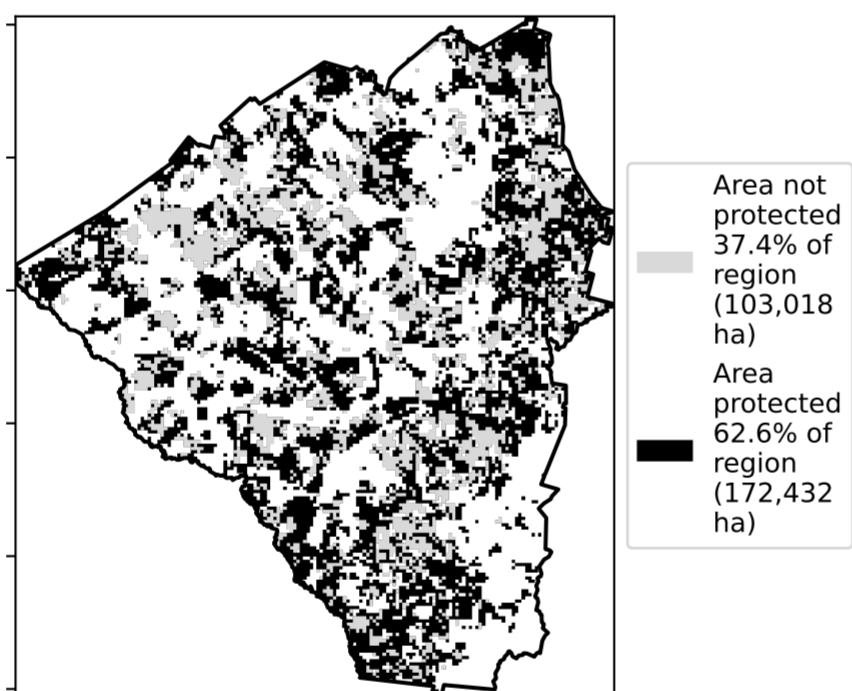 Area not
protected
37.4% of
region
(103,018
ha)
Area
protected
62.6% of
region
(172,432
ha)